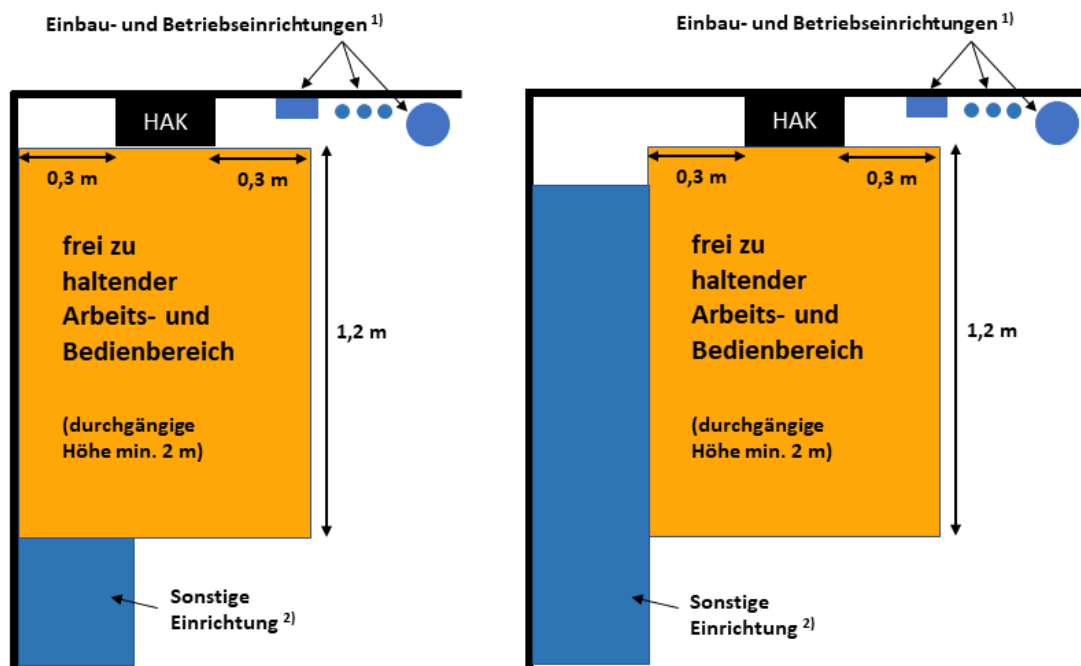 Einbau- und Betriebseinrichtungen 1)
HAK
0,3 m
0,3 m
frei zu
haltender
Arbeits- und
Bedienbereich
(durchgängige
Höhe min. 2 m)
1,2 m
Sonstige
Einrichtung 2)
Einbau- und Betriebseinrichtungen 1)
HAK
0,3 m
0,3 m
frei zu
haltender
Arbeits- und
Bedienbereich
(durchgängige
Höhe min. 2 m)
1,2 m
Sonstige
Einrichtung 2)